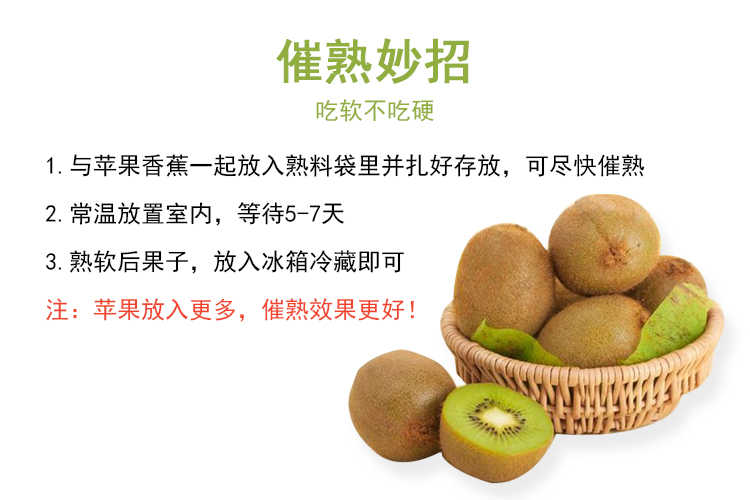 催熟妙招
吃软不吃硬
1.与苹果香蕉一起放入熟料袋里并扎好存放，可尽快催熟
2.常温放置室内，等待5-7天
3.熟软后果子，放入冰箱冷藏即可
注：苹果放入更多，催熟效果更好！